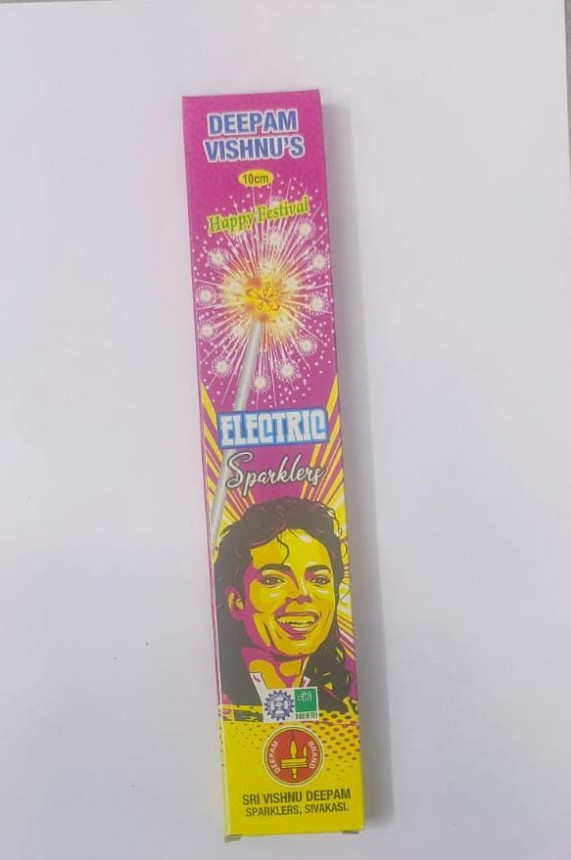 DEEPAM
VISHNU'S
10cm
Happy Festival
ELECTRIC
Sparklers
NEERI
DEEPAM BRAND
SRI VISHNU DEEPAM
SPARKLERS, SIVAKASI.